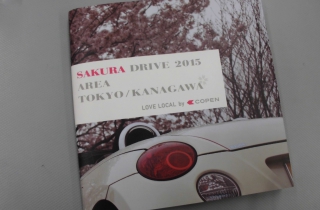 SAKURA DRIVE 2015
AREA
TOKYO/KANAGAWA
LOVE LOCAL by COPEN